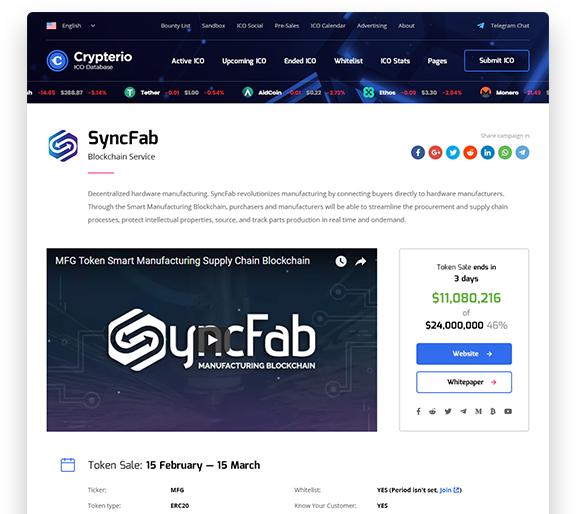 English
Bounty List
Sandbox
ICO Social
Pre-Sales
ICO Calendar
Advertising
About
Telegram Chat
Crypterio
ICO Database
Active ICO
Upcoming ICO
Ended ICO
Whitelist
ICO Stats
Pages
Submit ICO
-14.85 $288.87 -5.14%
Tether -0.01 $1.00 -0.54%
AidCoin -0.01 $0.22 -3.73%
Ethos -0.09 $3.30 -2.64%
Monero
SyncFab
Blockchain Service
Share campaign in
Decentralized hardware manufacturing. SyncFab revolutionizes manufacturing by connecting buyers directly to hardware manufacturers.
Through the Smart Manufacturing Blockchain, purchasers and manufacturers will be able to streamline the procurement and supply chain
processes, protect intellectual properties, source, and track parts production in real time and ondemand.
MFG Token Smart Manufacturing Supply Chain Blockchain
SyncFab
MANUFACTURING BLOCKCHAIN
Token Sale ends in
3 days
$11,080,216
of
$24,000,000 46%
Website
Whitepaper
Token Sale: 15 February — 15 March
Ticker: MFG
Whitelist: YES (Period isn't set, Join)
Token type: ERC20
Know Your Customer: YES